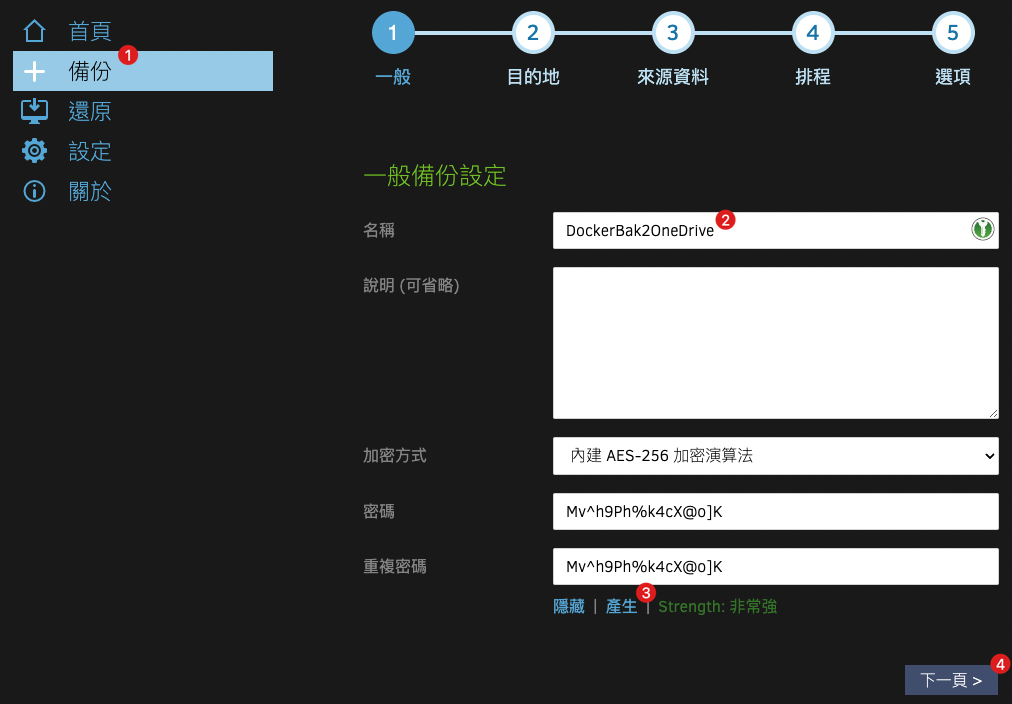 首頁
備份 1
還原
設定
關於
1 2 3 4 5
一般 目的地 來源資料 排程 選項
一般備份設定
名稱 DockerBak2OneDrive 2
說明 (可省略)
加密方式 內建 AES-256 加密演算法
密碼 Mv^h9Ph%k4cX@o]K
重複密碼 Mv^h9Ph%k4cX@o]K
隱藏 | 產生 3 | Strength: 非常強
下一頁 > 4